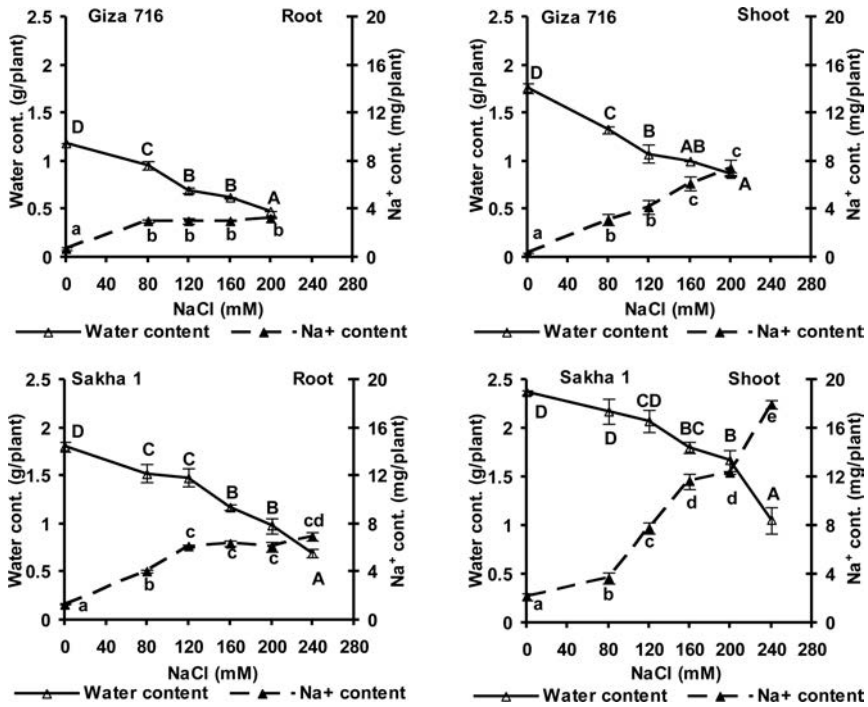 Giza 716 Root
Water cont. (g/plant)
2.5
2
1.5
1
0.5
0
D
C
B
B
A
a
b
b
b
b
20
16
12
8
4
0
Na+ cont. (mg/plant)
0 40 80 120 160 200 240 280
NaCl (mM)
Water content - Na+ content
Giza 716 Shoot
Water cont. (g/plant)
2.5
2
1.5
1
0.5
0
D
C
B
AB
c
A
a
b
b
c
20
16
12
8
4
0
Na+ cont. (mg/plant)
0 40 80 120 160 200 240 280
NaCl (mM)
Water content - Na+ content
Sakha 1 Root
Water cont. (g/plant)
2.5
2
1.5
1
0.5
0
D
C
C
B
B
A
a
b
c
c
c
cd
20
16
12
8
4
0
Na+ cont. (mg/plant)
0 40 80 120 160 200 240 280
NaCl (mM)
Water content - Na+ content
Sakha 1 Shoot
Water cont. (g/plant)
2.5
2
1.5
1
0.5
0
D
D
CD
BC
B
A
a
b
c
d
d
e
20
16
12
8
4
0
Na+ cont. (mg/plant)
0 40 80 120 160 200 240 280
NaCl (mM)
Water content - Na+ content